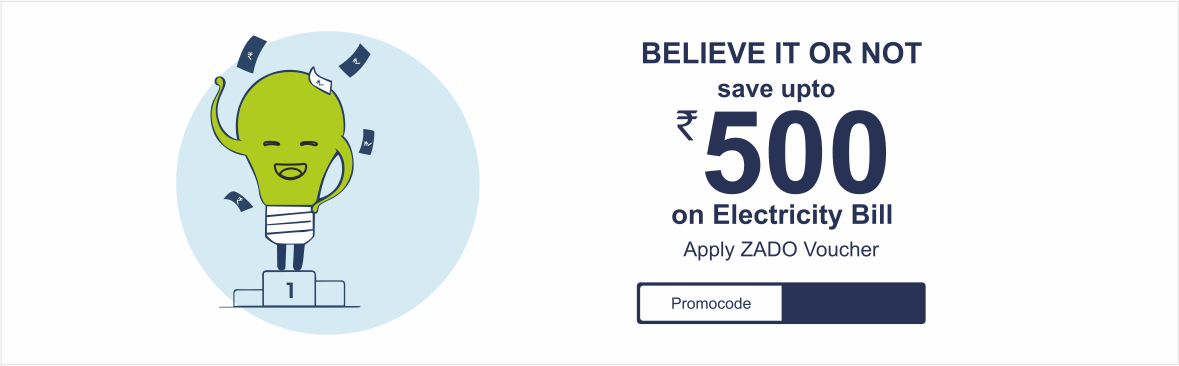 BELIEVE IT OR NOT
save upto
₹500
on Electricity Bill
Apply ZADO Voucher
Promocode
₹
₹
₹
₹
₹
1